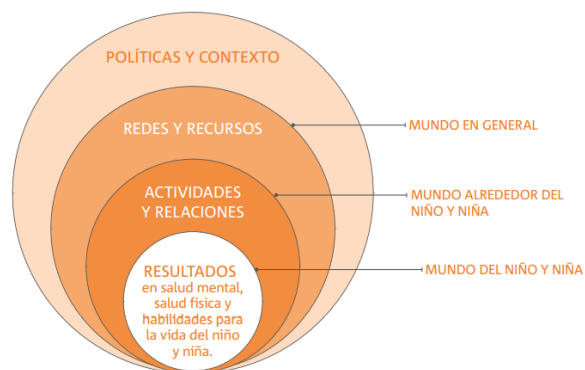 POLÍTICAS Y CONTEXTO
REDES Y RECURSOS
MUNDO EN GENERAL
ACTIVIDADES
Y RELACIONES
MUNDO ALREDEDOR DEL
NIÑO Y NIÑA
RESULTADOS
en salud mental,
salud física y
habilidades para
la vida del niño
y niña.
MUNDO DEL NIÑO Y NIÑA